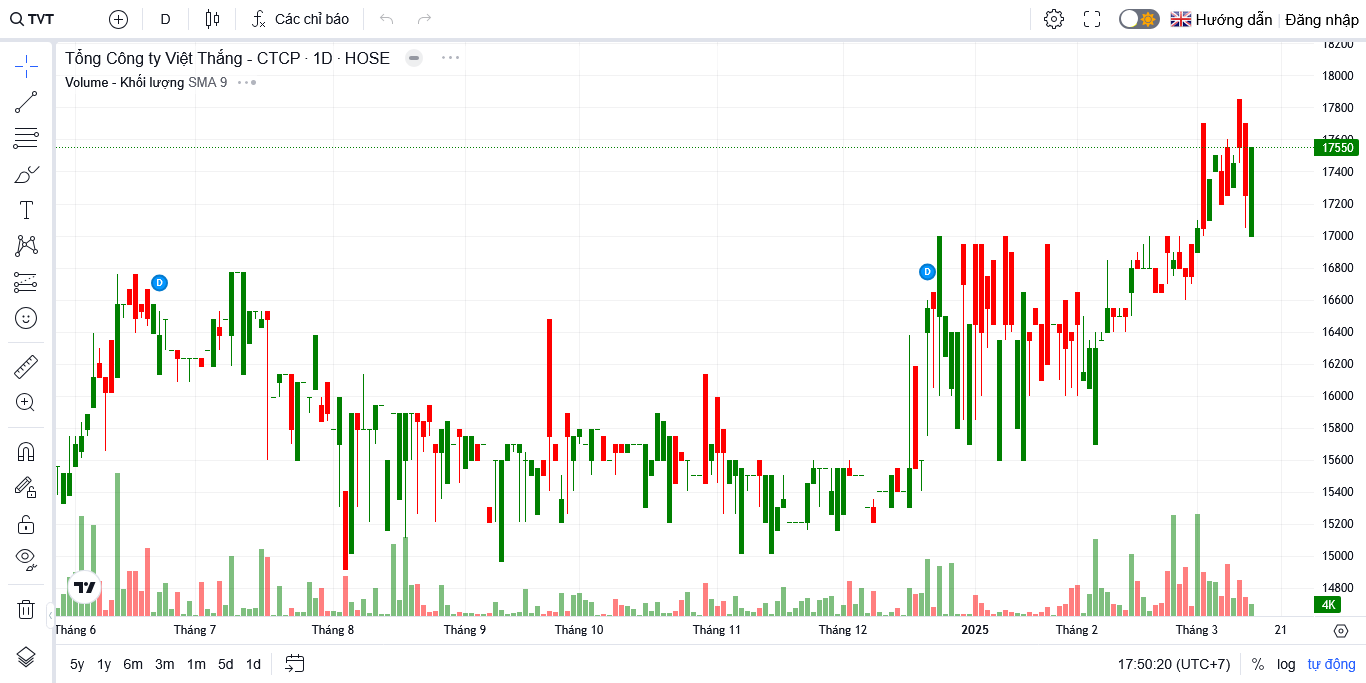 TVT D Các chỉ báo Hướng dẫn Đăng nhập
Tổng Công ty Việt Thắng - CTCP · 1D · HOSE
Volume - Khối lượng SMA 9
18200
18000
17800
17600
17550
17400
17200
17000
16800
16600
16400
16200
16000
15800
15600
15400
15200
15000
14800
4K
D
D
Tháng 6 Tháng 7 Tháng 8 Tháng 9 Tháng 10 Tháng 11 Tháng 12 2025 Tháng 2 Tháng 3 21
5y 1y 6m 3m 1m 5d 1d 17:50:20 (UTC+7) % log tự động